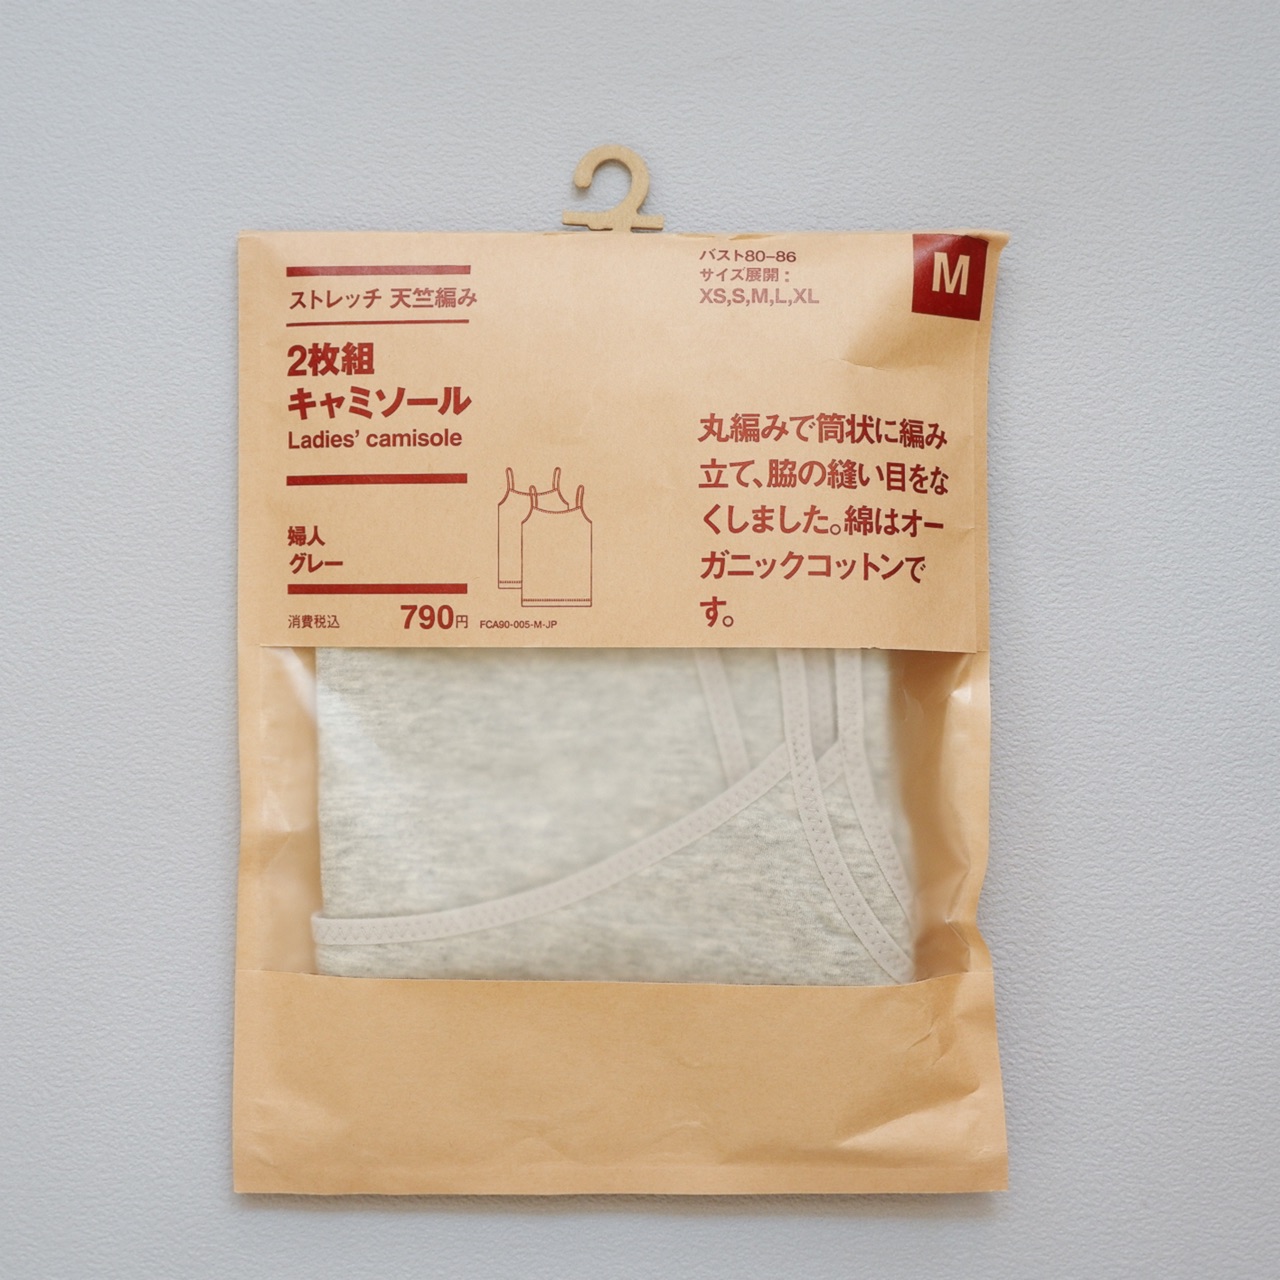 ストレッチ 天竺編み
2枚組
キャミソール
Ladies' camisole
婦人
グレー
消費税込 790円 FCA90-005-M-JP
バスト80–86
サイズ展開：
XS,S,M,L,XL
M
丸編みで筒状に編み
立て、脇の縫い目をな
くしました。綿はオー
ガニックコットンで
す。